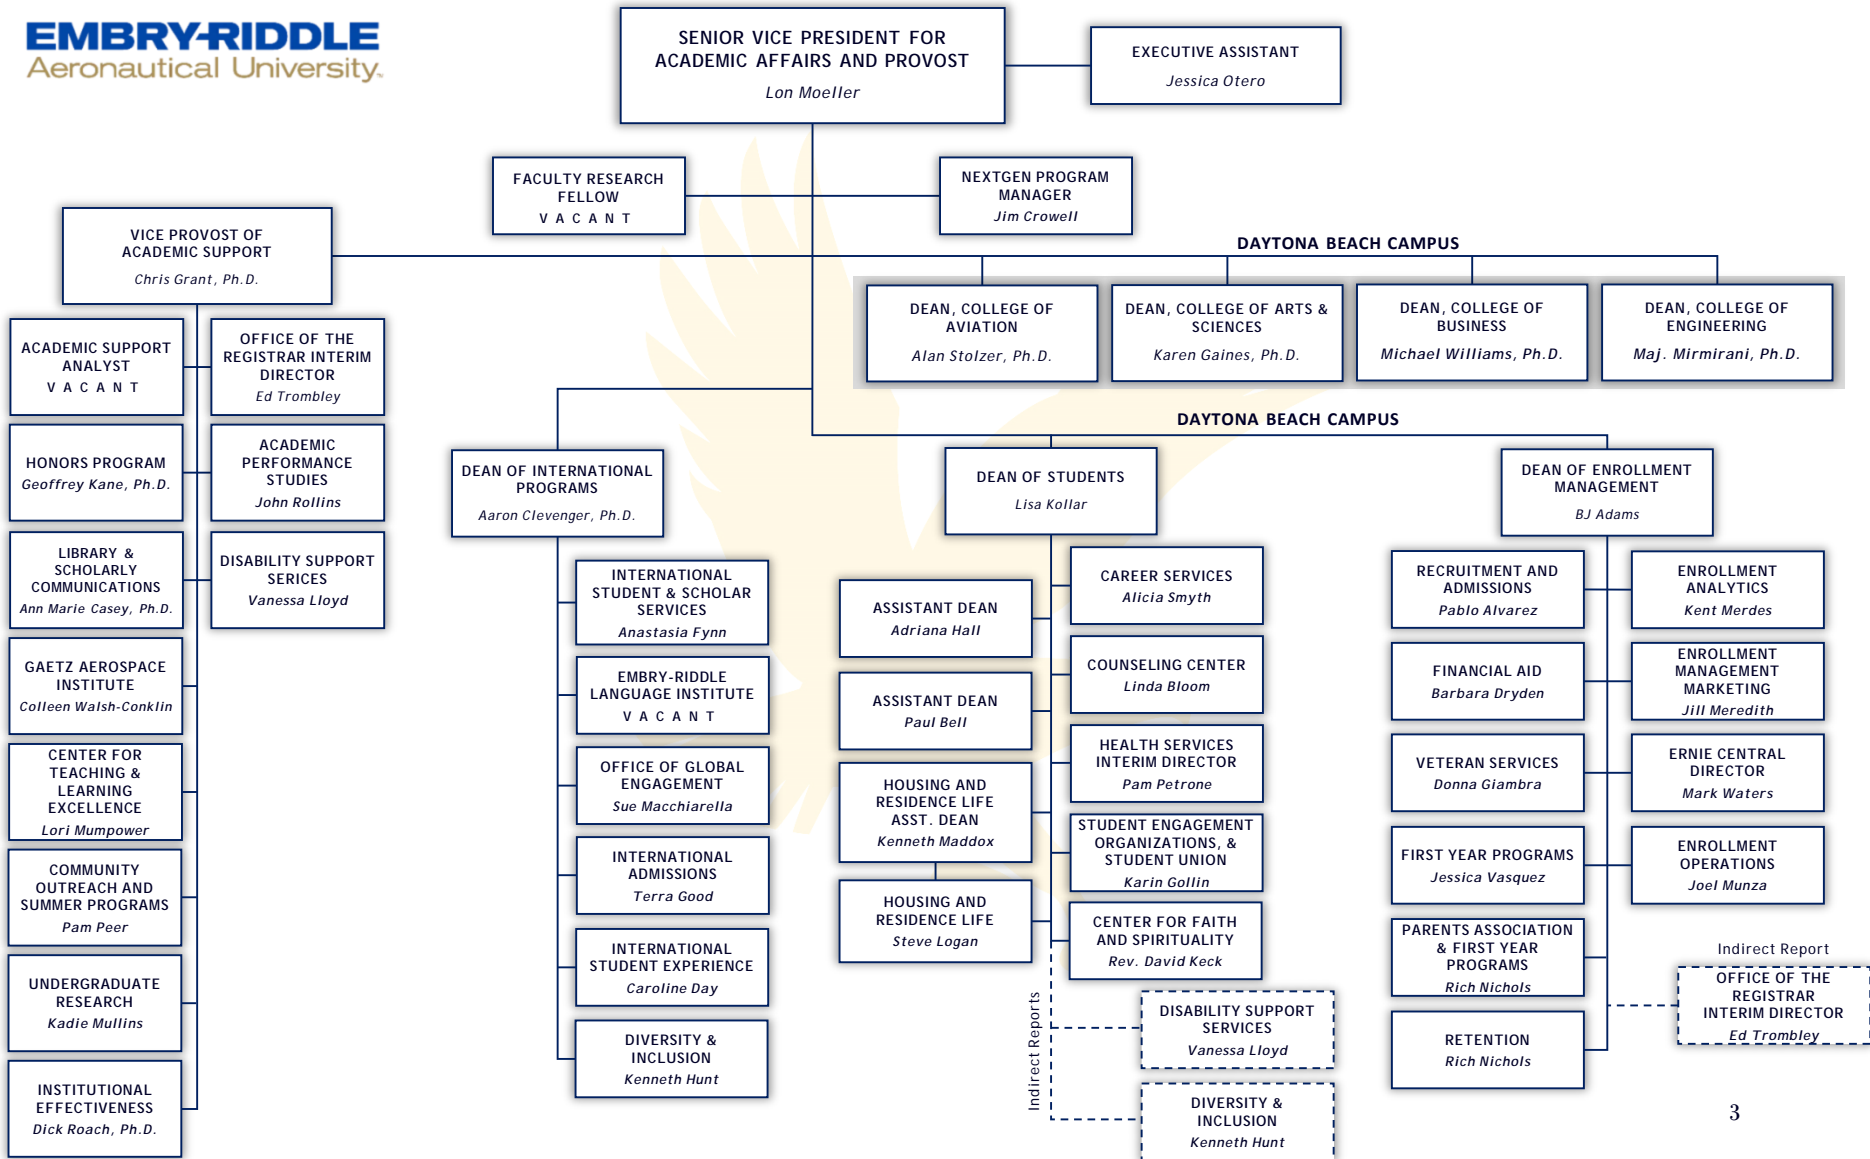 EMBRY-RIDDLE
Aeronautical University.
SENIOR VICE PRESIDENT FOR
ACADEMIC AFFAIRS AND PROVOST
Lon Moeller
EXECUTIVE ASSISTANT
Jessica Otero
FACULTY RESEARCH
FELLOW
V A C A N T
NEXTGEN PROGRAM
MANAGER
Jim Crowell
VICE PROVOST OF
ACADEMIC SUPPORT
Chris Grant, Ph.D.
DAYTONA BEACH CAMPUS
DEAN, COLLEGE OF
AVIATION
Alan Stolzer, Ph.D.
DEAN, COLLEGE OF ARTS &
SCIENCES
Karen Gaines, Ph.D.
DEAN, COLLEGE OF
BUSINESS
Michael Williams, Ph.D.
DEAN, COLLEGE OF
ENGINEERING
Maj. Mirmirani, Ph.D.
ACADEMIC SUPPORT
ANALYST
V A C A N T
OFFICE OF THE
REGISTRAR INTERIM
DIRECTOR
Ed Trombley
HONORS PROGRAM
Geoffrey Kane, Ph.D.
ACADEMIC
PERFORMANCE
STUDIES
John Rollins
LIBRARY &
SCHOLARLY
COMMUNICATIONS
Ann Marie Casey, Ph.D.
DISABILITY SUPPORT
SERICES
Vanessa Lloyd
GAETZ AEROSPACE
INSTITUTE
Colleen Walsh-Conklin
CENTER FOR
TEACHING &
LEARNING
EXCELLENCE
Lori Mumpower
COMMUNITY
OUTREACH AND
SUMMER PROGRAMS
Pam Peer
UNDERGRADUATE
RESEARCH
Kadie Mullins
INSTITUTIONAL
EFFECTIVENESS
Dick Roach, Ph.D.
DAYTONA BEACH CAMPUS
DEAN OF INTERNATIONAL
PROGRAMS
Aaron Clevenger, Ph.D.
INTERNATIONAL
STUDENT & SCHOLAR
SERVICES
Anastasia Fynn
EMBRY-RIDDLE
LANGUAGE INSTITUTE
V A C A N T
OFFICE OF GLOBAL
ENGAGEMENT
Sue Macchiarella
INTERNATIONAL
ADMISSIONS
Terra Good
INTERNATIONAL
STUDENT EXPERIENCE
Caroline Day
DIVERSITY &
INCLUSION
Kenneth Hunt
DEAN OF STUDENTS
Lisa Kollar
ASSISTANT DEAN
Adriana Hall
ASSISTANT DEAN
Paul Bell
HOUSING AND
RESIDENCE LIFE
ASST. DEAN
Kenneth Maddox
HOUSING AND
RESIDENCE LIFE
Steve Logan
CAREER SERVICES
Alicia Smyth
COUNSELING CENTER
Linda Bloom
HEALTH SERVICES
INTERIM DIRECTOR
Pam Petrone
STUDENT ENGAGEMENT
ORGANIZATIONS, &
STUDENT UNION
Karin Gollin
CENTER FOR FAITH
AND SPIRITUALITY
Rev. David Keck
Indirect Reports
DISABILITY SUPPORT
SERVICES
Vanessa Lloyd
DIVERSITY &
INCLUSION
Kenneth Hunt
DEAN OF ENROLLMENT
MANAGEMENT
BJ Adams
RECRUITMENT AND
ADMISSIONS
Pablo Alvarez
ENROLLMENT
ANALYTICS
Kent Merdes
FINANCIAL AID
Barbara Dryden
ENROLLMENT
MANAGEMENT
MARKETING
Jill Meredith
VETERAN SERVICES
Donna Giambra
ERNIE CENTRAL
DIRECTOR
Mark Waters
FIRST YEAR PROGRAMS
Jessica Vasquez
ENROLLMENT
OPERATIONS
Joel Munza
PARENTS ASSOCIATION
& FIRST YEAR
PROGRAMS
Rich Nichols
RETENTION
Rich Nichols
Indirect Report
OFFICE OF THE
REGISTRAR
INTERIM DIRECTOR
Ed Trombley
3